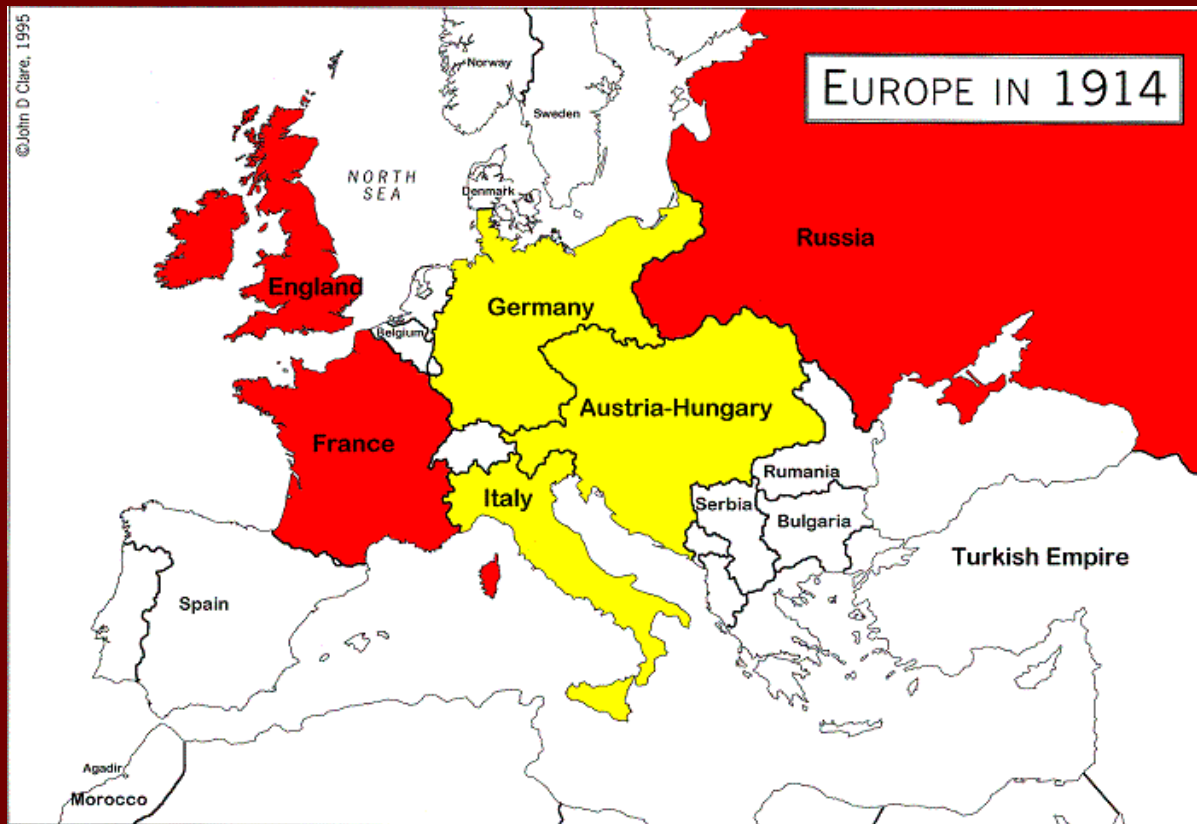 ©John D Clare, 1995
EUROPE IN 1914
Norway
Sweden
NORTH
SEA
Denmark
Russia
England
Germany
Belgium
Austria-Hungary
France
Rumania
Italy
Serbia
Bulgaria
Turkish Empire
Spain
Agadir
Morocco